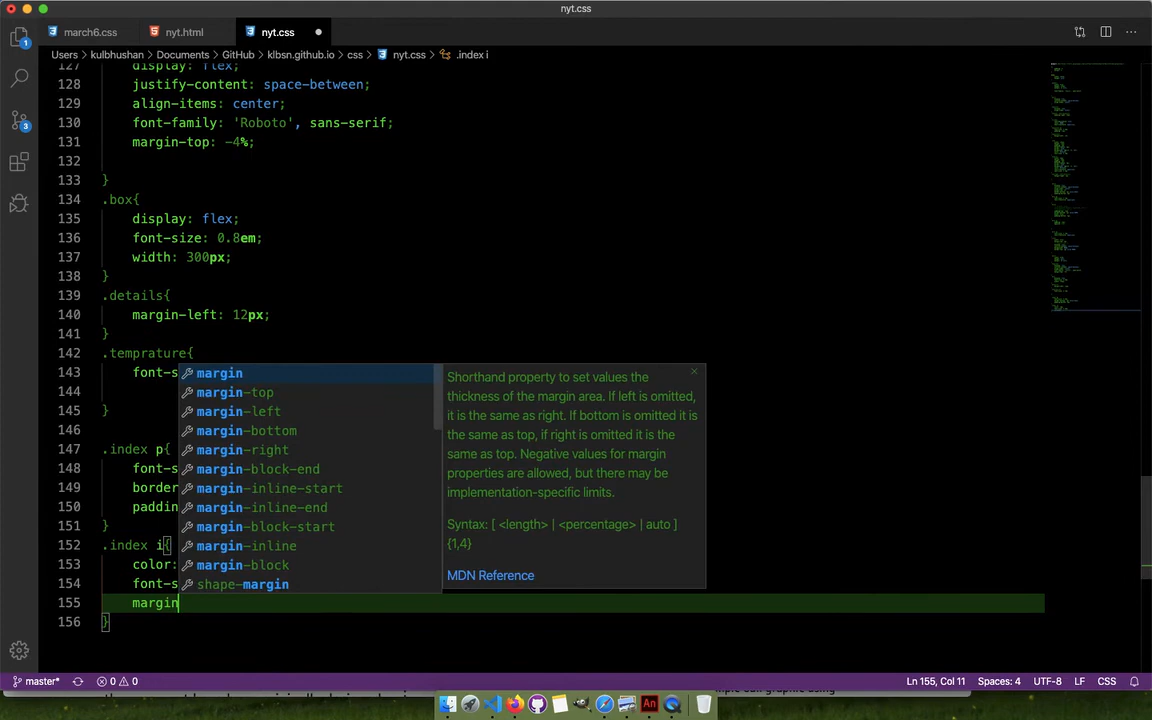 nyt.css
march6.css
nyt.html
nyt.css
1
Users > kulbhushan > Documents > GitHub > klbsn.github.io > css > nyt.css > .index i
127 display: flex;
128 justify-content: space-between;
129 align-items: center;
130 font-family: 'Roboto', sans-serif;
131 margin-top: -4%;
132
133 }
134 .box{
135 display: flex;
136 font-size: 0.8em;
137 width: 300px;
138 }
139 .details{
140 margin-left: 12px;
141 }
142 .temprature{
143 font-s
144
145 }
146
147 .index p{
148 font-s
149 border
150 paddin
151 }
152 .index i{
153 color:
154 font-s
155 margin
156 }
3
margin
margin-top
margin-left
margin-bottom
margin-right
margin-block-end
margin-inline-start
margin-inline-end
margin-block-start
margin-inline
margin-block
shape-margin
Shorthand property to set values the
thickness of the margin area. If left is omitted,
it is the same as right. If bottom is omitted it is
the same as top, if right is omitted it is the
same as top. Negative values for margin
properties are allowed, but there may be
implementation-specific limits.
Syntax: [ <length> | <percentage> | auto ]
{1,4}
MDN Reference
master*
0
0
Ln 155, Col 11
Spaces: 4
UTF-8
LF
CSS
An